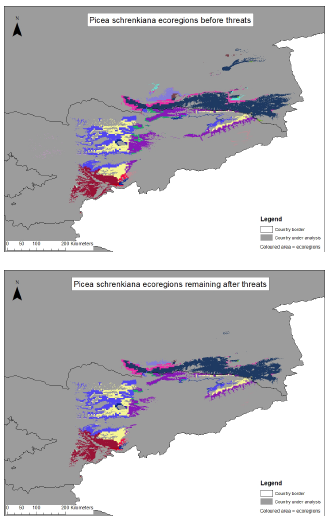 Picea schrenkiana ecoregions before threats
N
Legend
Country border
Country under analysis
Coloured area = ecoregions
0 50 100 200 Kilometers
Picea schrenkiana ecoregions remaining after threats
N
Legend
Country border
Country under analysis
Coloured area = ecoregions
0 50 100 200 Kilometers